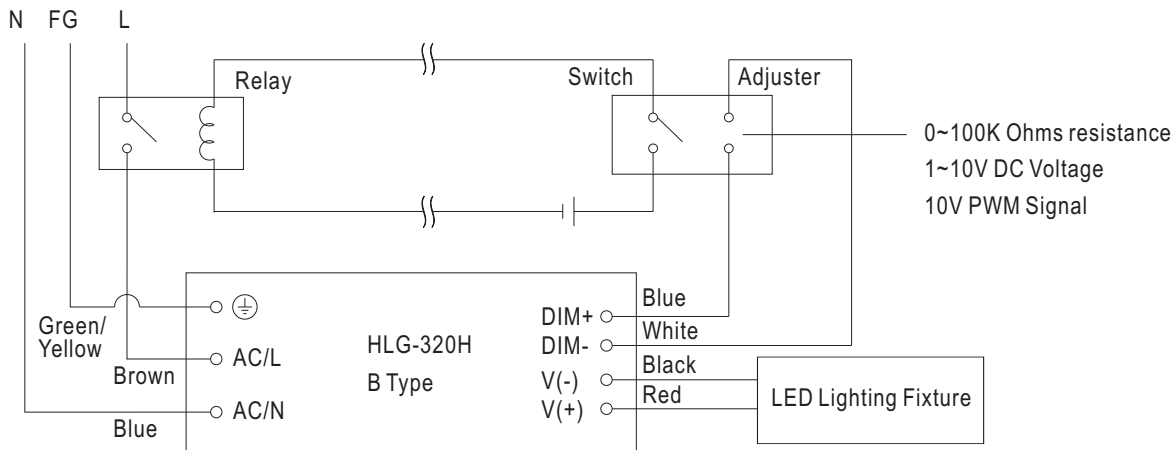 N FG L
Relay
Switch
Adjuster
0~100K Ohms resistance
1~10V DC Voltage
10V PWM Signal
Green/
Yellow
Brown
Blue
AC/L
AC/N
HLG-320H
B Type
DIM+
DIM-
V(-)
V(+)
Blue
White
Black
Red
LED Lighting Fixture